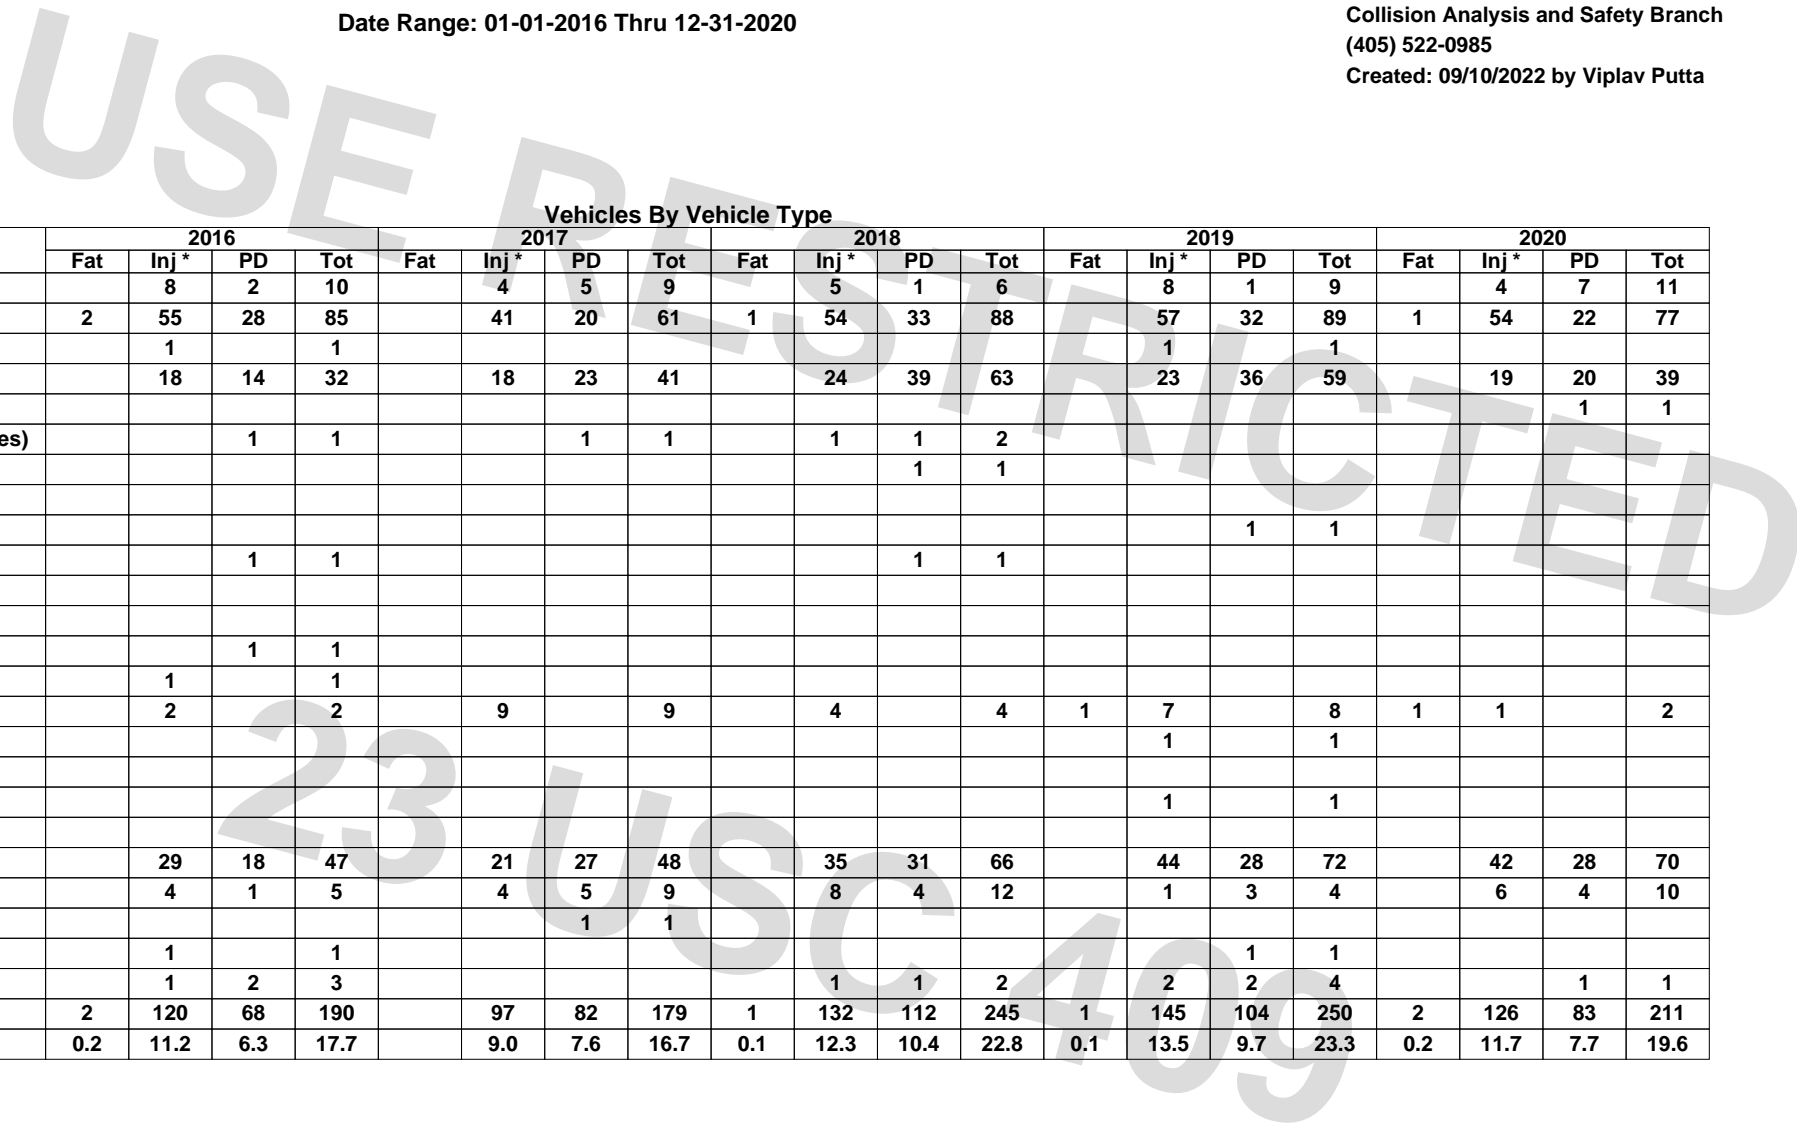 Date Range: 01-01-2016 Thru 12-31-2020
Collision Analysis and Safety Branch
(405) 522-0985
Created: 09/10/2022 by Viplav Putta
USE RESTRICTED
23 USC 409
Vehicles By Vehicle Type
2016 2017 2018 2019 2020
Fat Inj * PD Tot Fat Inj * PD Tot Fat Inj * PD Tot Fat Inj * PD Tot Fat Inj * PD Tot
8 2 10 4 5 9 5 1 6 8 1 9 4 7 11
2 55 28 85 41 20 61 1 54 33 88 57 32 89 1 54 22 77
1 1 1 1
18 14 32 18 23 41 24 39 63 23 36 59 19 20 39
1 1
es) 1 1 1 1 1 1 2
1 1
1 1
1 1 1 1
1 1
1 1
2 2 9 9 4 4 1 7 8 1 1 2
1 1
1 1
29 18 47 21 27 48 35 31 66 44 28 72 42 28 70
4 1 5 4 5 9 8 4 12 1 3 4 6 4 10
1 1
1 1 1 1
1 2 3 1 1 2 2 2 4 1 1
2 120 68 190 97 82 179 1 132 112 245 1 145 104 250 2 126 83 211
0.2 11.2 6.3 17.7 9.0 7.6 16.7 0.1 12.3 10.4 22.8 0.1 13.5 9.7 23.3 0.2 11.7 7.7 19.6